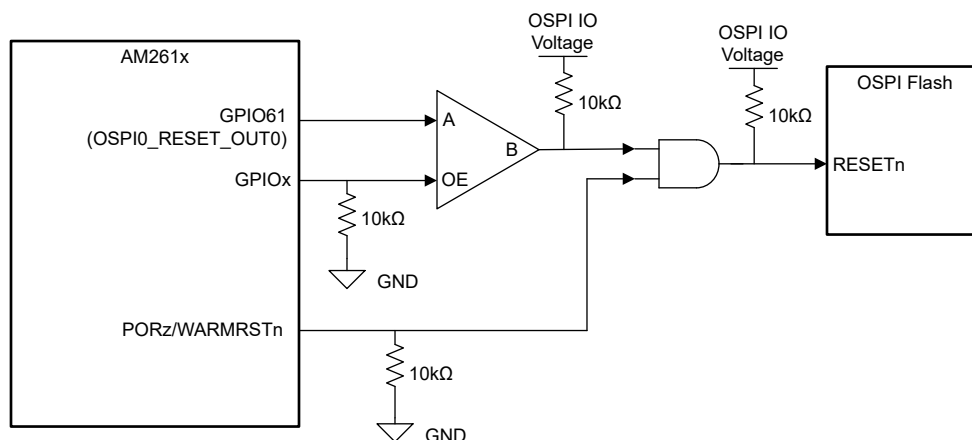 AM261x
GPIO61
(OSPI0_RESET_OUT0)
GPIOx
10kΩ
GND
PORz/WARMRSTn
10kΩ
GND
A
B
OE
OSPI IO
Voltage
10kΩ
OSPI IO
Voltage
10kΩ
OSPI Flash
RESETn